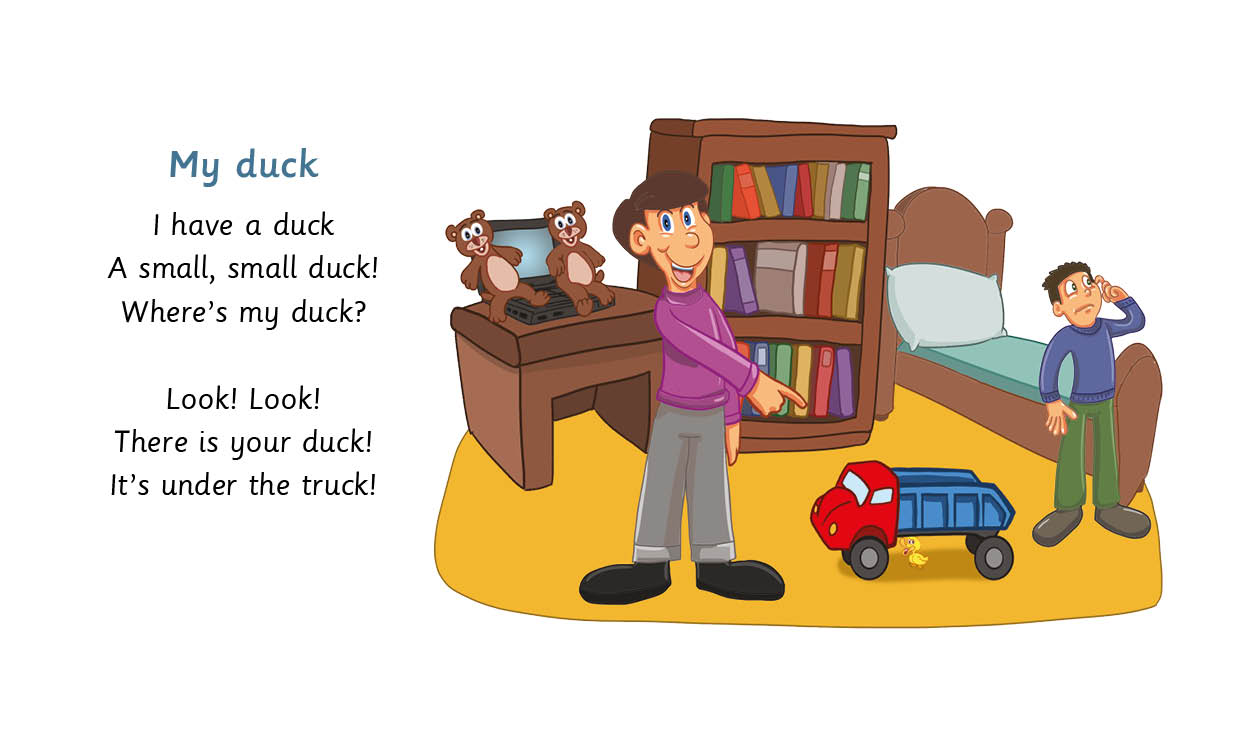 My duck
I have a duck
A small, small duck!
Where's my duck?
Look! Look!
There is your duck!
It's under the truck!